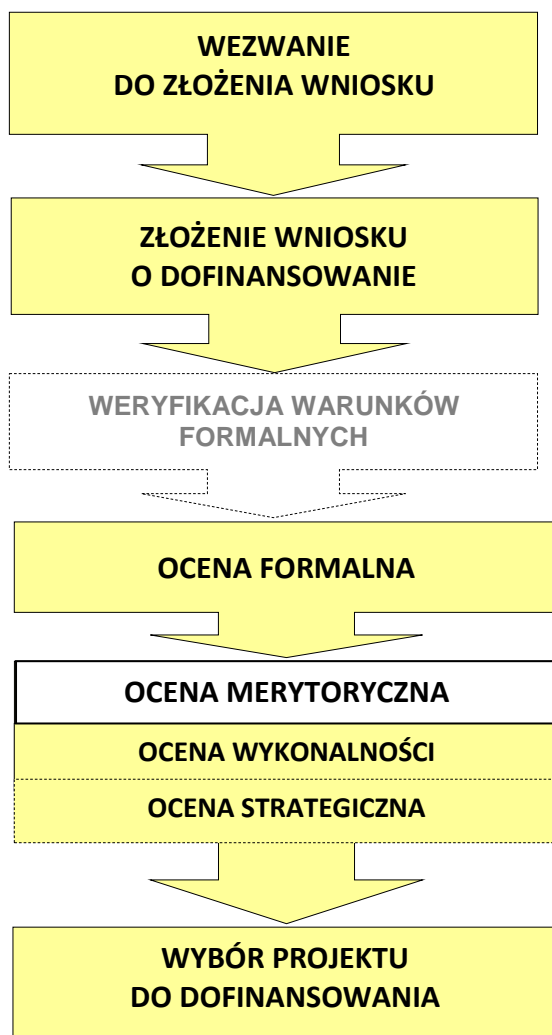 WEZWANIE
DO ZŁOŻENIA WNIOSKU
ZŁOŻENIE WNIOSKU
O DOFINANSOWANIE
WERYFIKACJA WARUNKÓW
FORMALNYCH
OCENA FORMALNA
OCENA MERYTORYCZNA
OCENA WYKONALNOŚCI
OCENA STRATEGICZNA
WYBÓR PROJEKTU
DO DOFINANSOWANIA